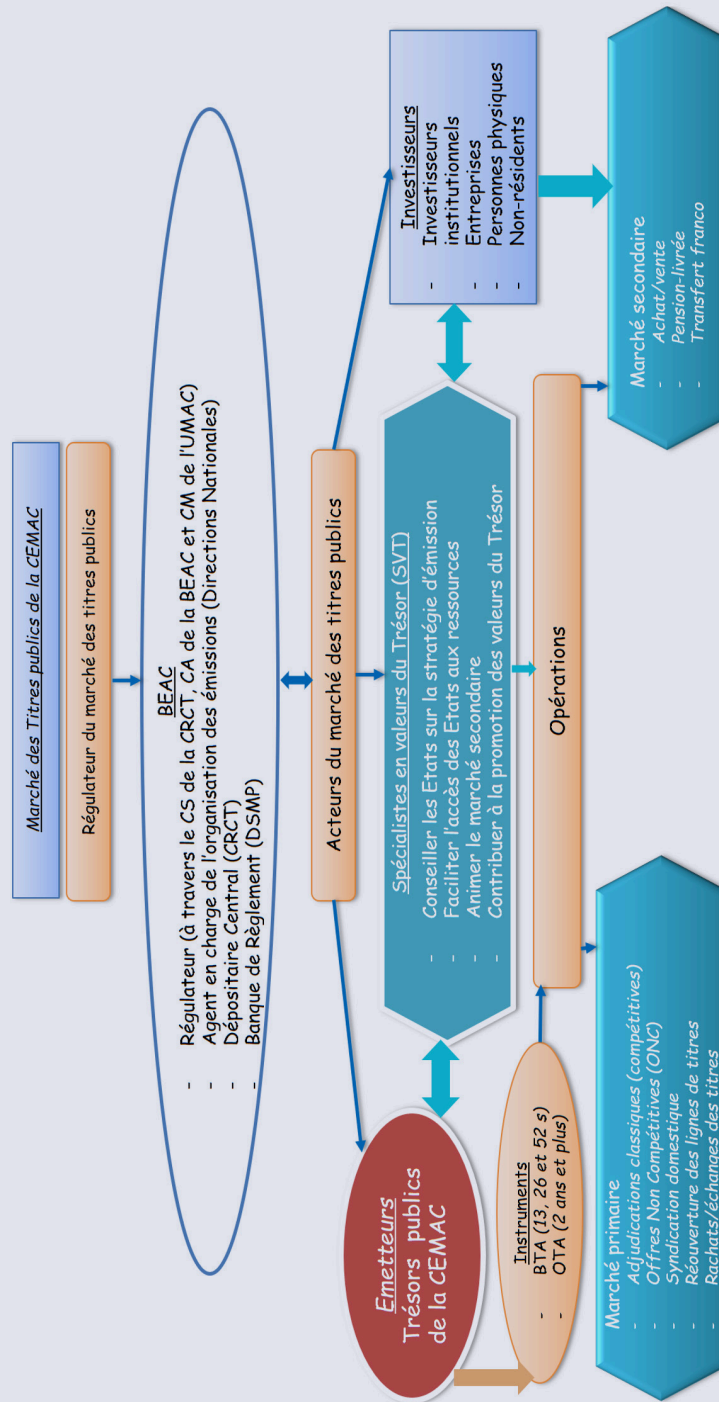 Marché des Titres publics de la CEMAC
Régulateur du marché des titres publics
BEAC
- Régulateur (à travers le CS de la CRCT, CA de la BEAC et CM de l'UMAC)
- Agent en charge de l'organisation des émissions (Directions Nationales)
- Dépositaire Central (CRCT)
- Banque de Règlement (DSMP)
Acteurs du marché des titres publics
Emetteurs
Trésors publics
de la CEMAC
Spécialistes en valeurs du Trésor (SVT)
- Conseiller les Etats sur la stratégie d'émission
- Faciliter l'accès des Etats aux ressources
- Animer le marché secondaire
- Contribuer à la promotion des valeurs du Trésor
Investisseurs
- Investisseurs
institutionnels
- Entreprises
- Personnes physiques
- Non-résidents
Instruments
- BTA (13, 26 et 52 s)
- OTA (2 ans et plus)
Opérations
Marché primaire
- Adjudications classiques (compétitives)
- Offres Non Compétitives (ONC)
- Syndication domestique
- Réouverture des lignes de titres
- Rachats/échanges des titres
Marché secondaire
- Achat/vente
- Pension-livrée
- Transfert franco